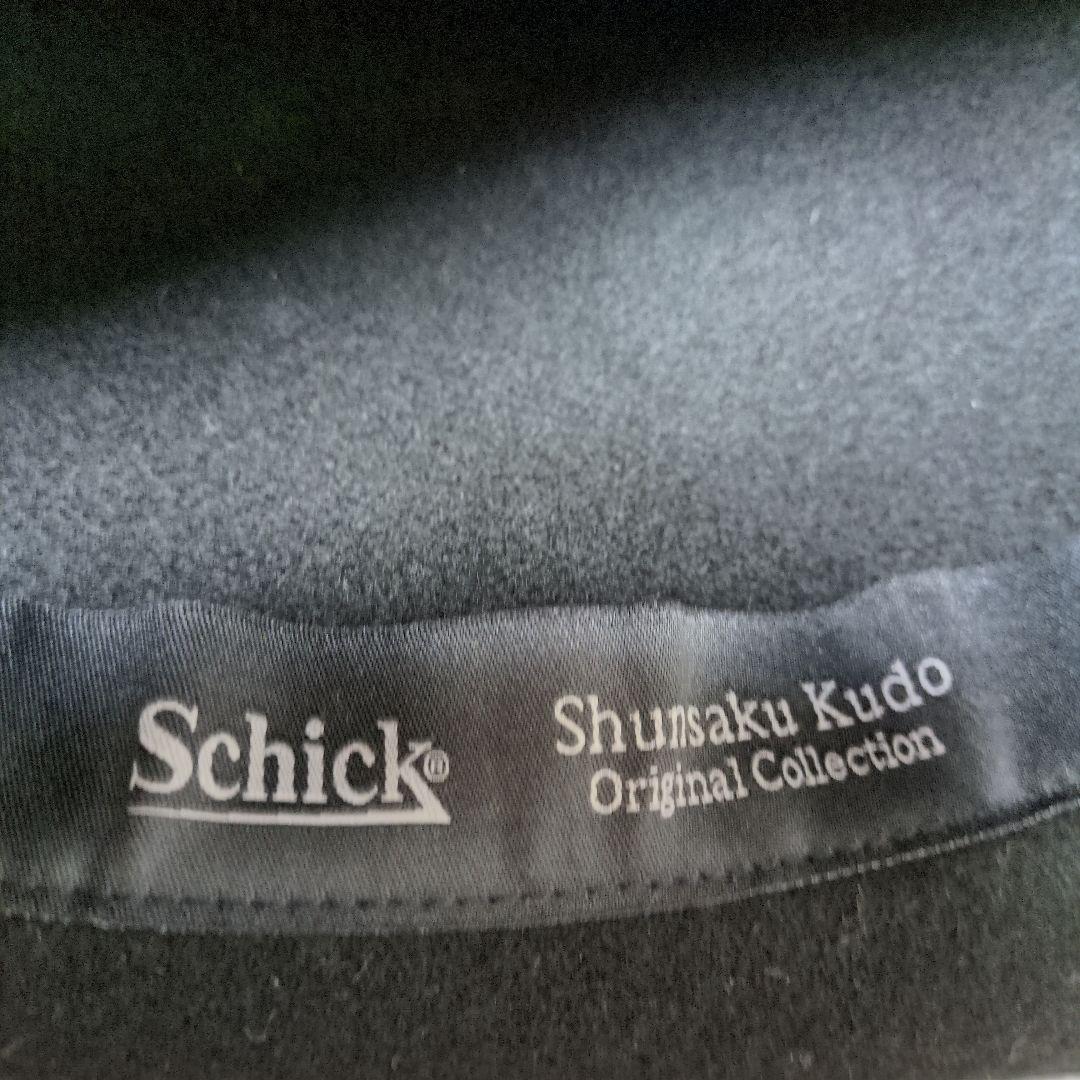 Schick®
Shunsaku Kudo
Original Collection